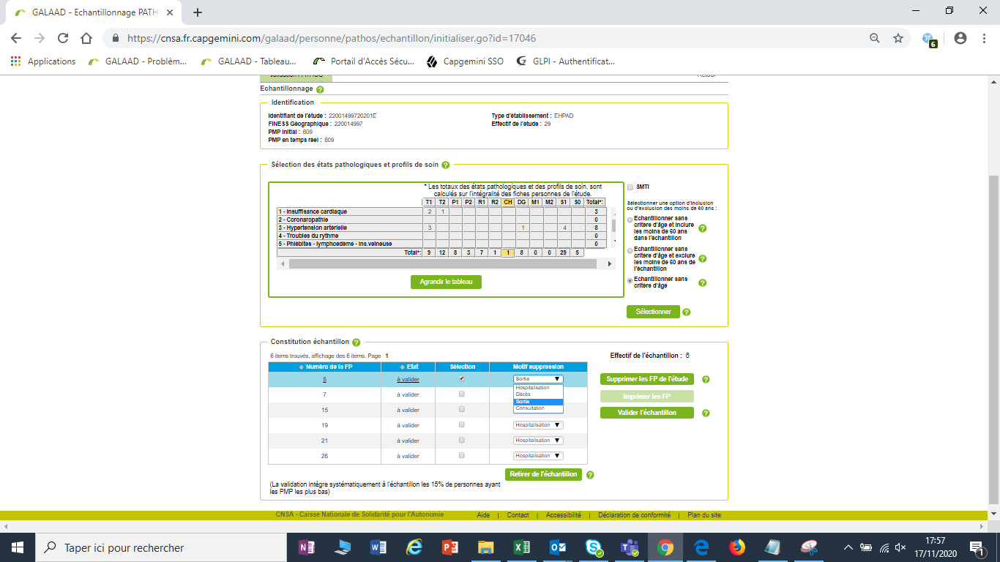 GALAAD - Echantillonnage PATH
https://cnsa.fr.capgemini.com/galaad/personne/pathos/echantillon/initialiser.go?id=17046
6
Applications GALAAD - Problèm... GALAAD - Tableau... Portail d'Accès Sécu... Capgemini SSO GLPI - Authentificat...
Echantillonnage ?
Identification
Identifiant de l'étude : 22001499720201E Type d'établissement : EHPAD
FINESS Géographique : 220014997 Effectif de l'étude : 29
PMP initial : 609
PMP en temps réel : 609
Sélection des états pathologiques et profils de soin ?
* Les totaux des états pathologiques et des profils de soin, sont
calculés sur l'intégralité des fiches personnes de l'étude.
T1 T2 P1 P2 R1 R2 CH DG M1 M2 S1 S0 Total*:
1 - Insuffisance cardiaque 2 1 3
2 - Coronaropathie 0
3 - Hypertension artérielle 3 1 4 8
4 - Troubles du rythme 0
5 - Phlébites - lymphoedème - ins.veineuse 0
Total*: 9 12 8 3 7 1 1 8 0 0 29 5
Agrandir le tableau
SMTI
Sélectionner une option d'inclusion
ou d'exclusion des moins de 60 ans :
Echantillonner sans
critère d'âge et inclure
les moins de 60 ans
dans l'échantillon ?
Echantillonner sans
critère d'âge et exclure
les moins de 60 ans de
l'échantillon ?
Echantillonner sans
critère d'âge ?
Sélectionner ?
Constitution échantillon ?
6 items trouvés, affichage des 6 items. Page 1
Effectif de l'échantillon : 6
Numéro de la FP Etat Sélection Motif suppression
5 à valider Sortie
Hospitalisation
Décès
Sortie
Consultation
7 à valider
15 à valider
19 à valider Hospitalisation
21 à valider Hospitalisation
26 à valider Hospitalisation
Supprimer les FP de l'étude ?
Imprimer les FP
Valider l'échantillon ?
Retirer de l'échantillon ?
(La validation intègre systématiquement à l'échantillon les 15% de personnes ayant
les PMP les plus bas)
CNSA - Caisse Nationale de Solidarité pour l'Autonomie Aide | Contact | Accessibilité | Déclaration de conformité | Plan du site
Taper ici pour rechercher
17:57
17/11/2020
1